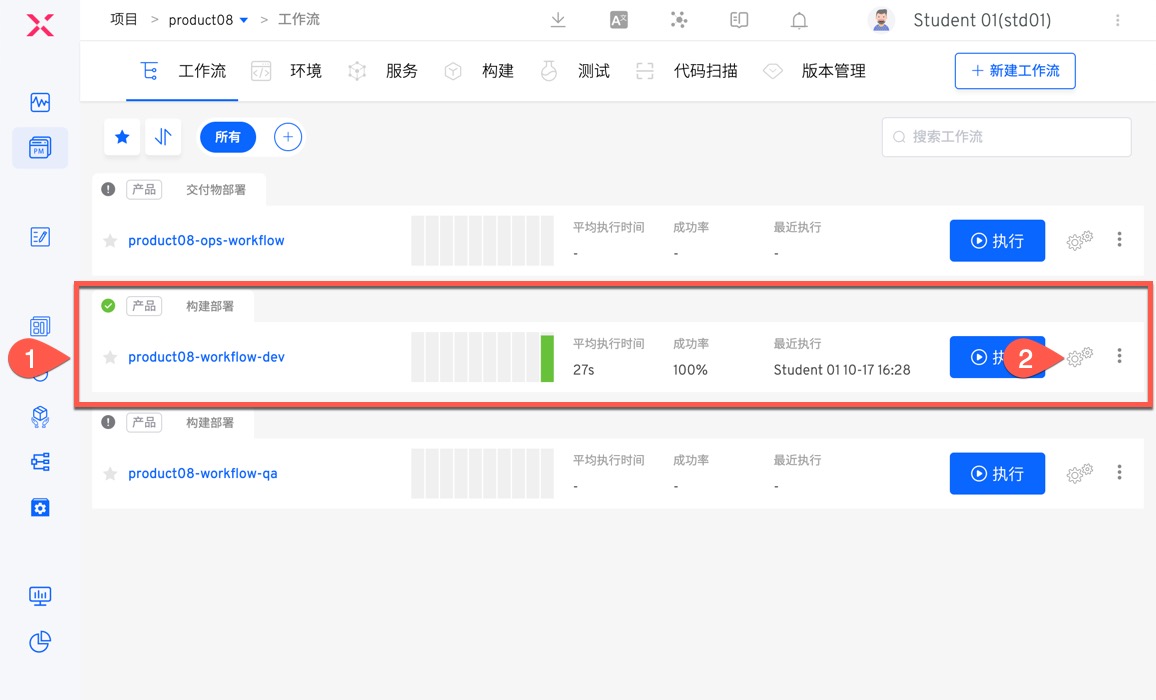 项目 > product08 > 工作流
Student 01(std01)
工作流 环境 服务 构建 测试 代码扫描 版本管理
+ 新建工作流
所有
搜索工作流
产品 交付物部署
product08-ops-workflow
平均执行时间 成功率 最近执行
- - -
执行
产品 构建部署
product08-workflow-dev
平均执行时间 成功率 最近执行
27s 100% Student 01 10-17 16:28
1
2
产品 构建部署
product08-workflow-qa
平均执行时间 成功率 最近执行
- - -
执行
PM